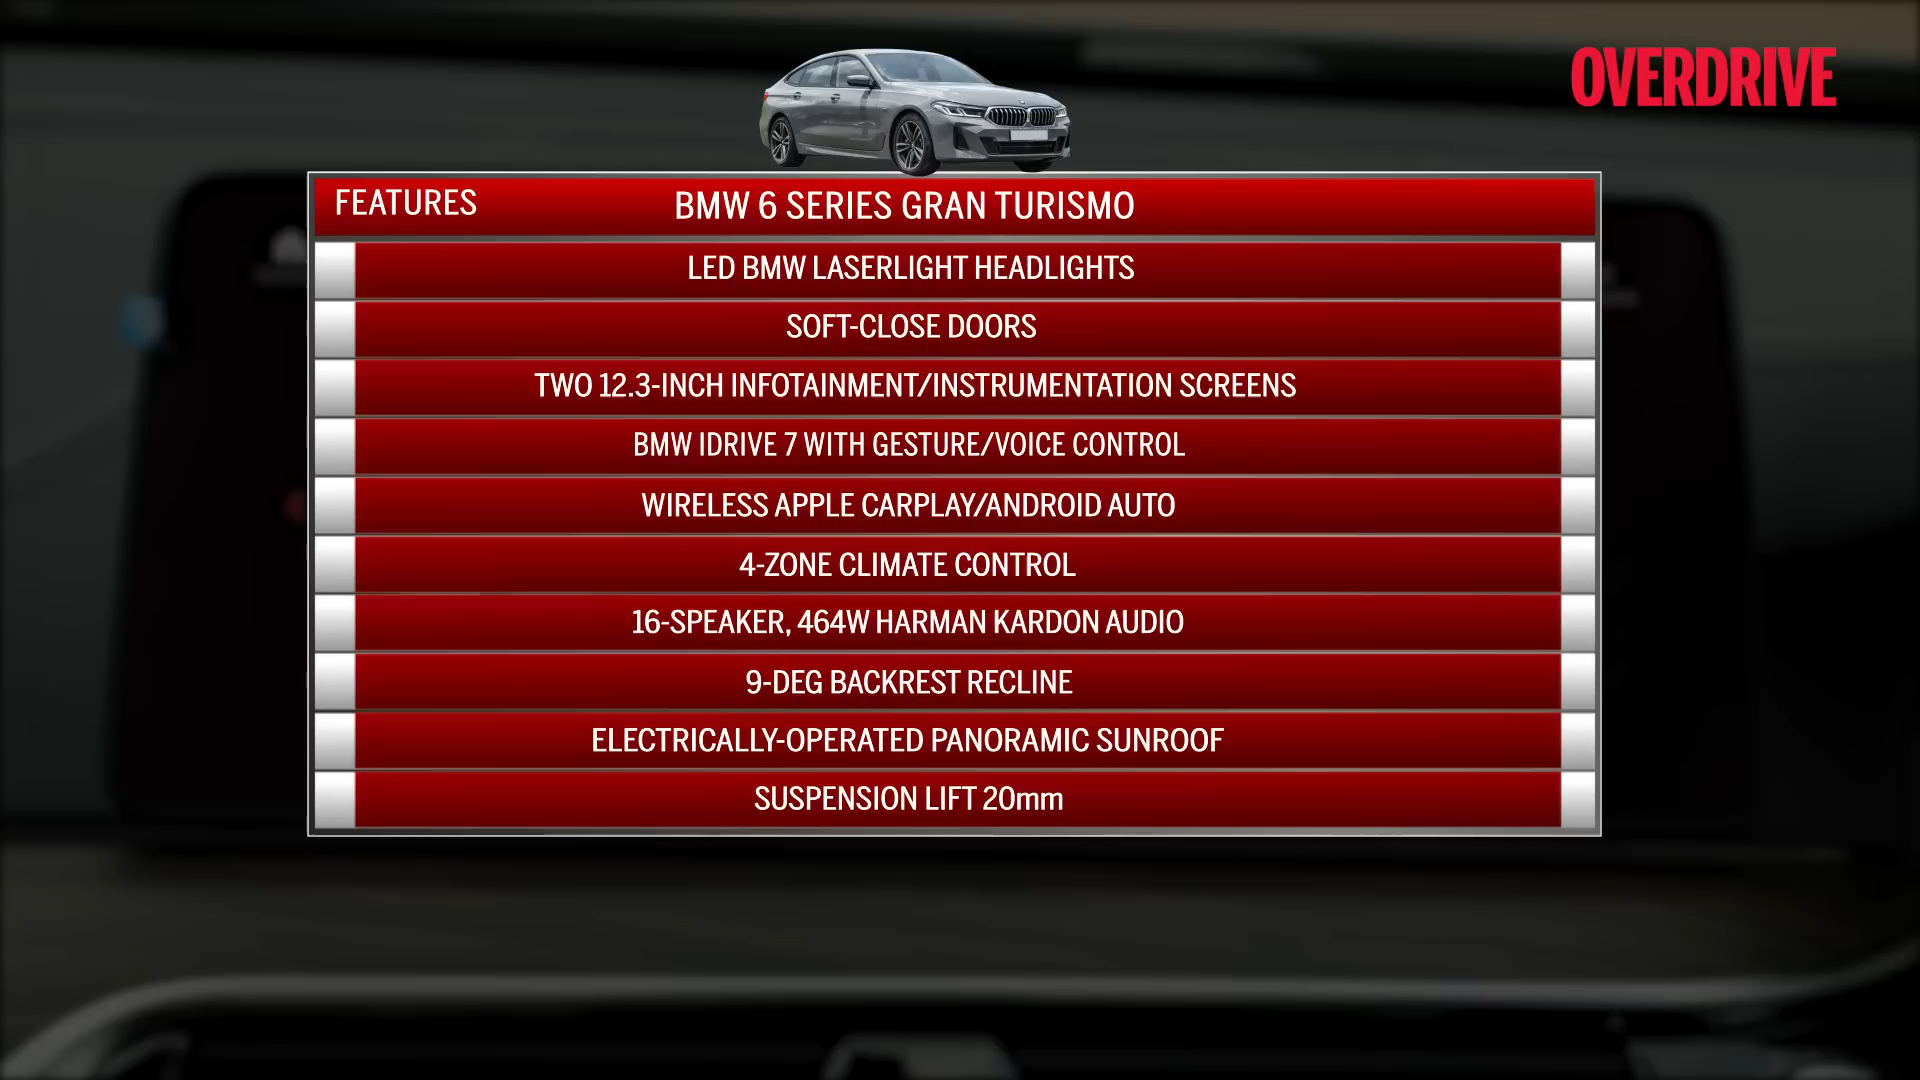 OVERDRIVE
FEATURES
BMW 6 SERIES GRAN TURISMO
LED BMW LASERLIGHT HEADLIGHTS
SOFT-CLOSE DOORS
TWO 12.3-INCH INFOTAINMENT/INSTRUMENTATION SCREENS
BMW IDRIVE 7 WITH GESTURE/VOICE CONTROL
WIRELESS APPLE CARPLAY/ANDROID AUTO
4-ZONE CLIMATE CONTROL
16-SPEAKER, 464W HARMAN KARDON AUDIO
9-DEG BACKREST RECLINE
ELECTRICALLY-OPERATED PANORAMIC SUNROOF
SUSPENSION LIFT 20mm